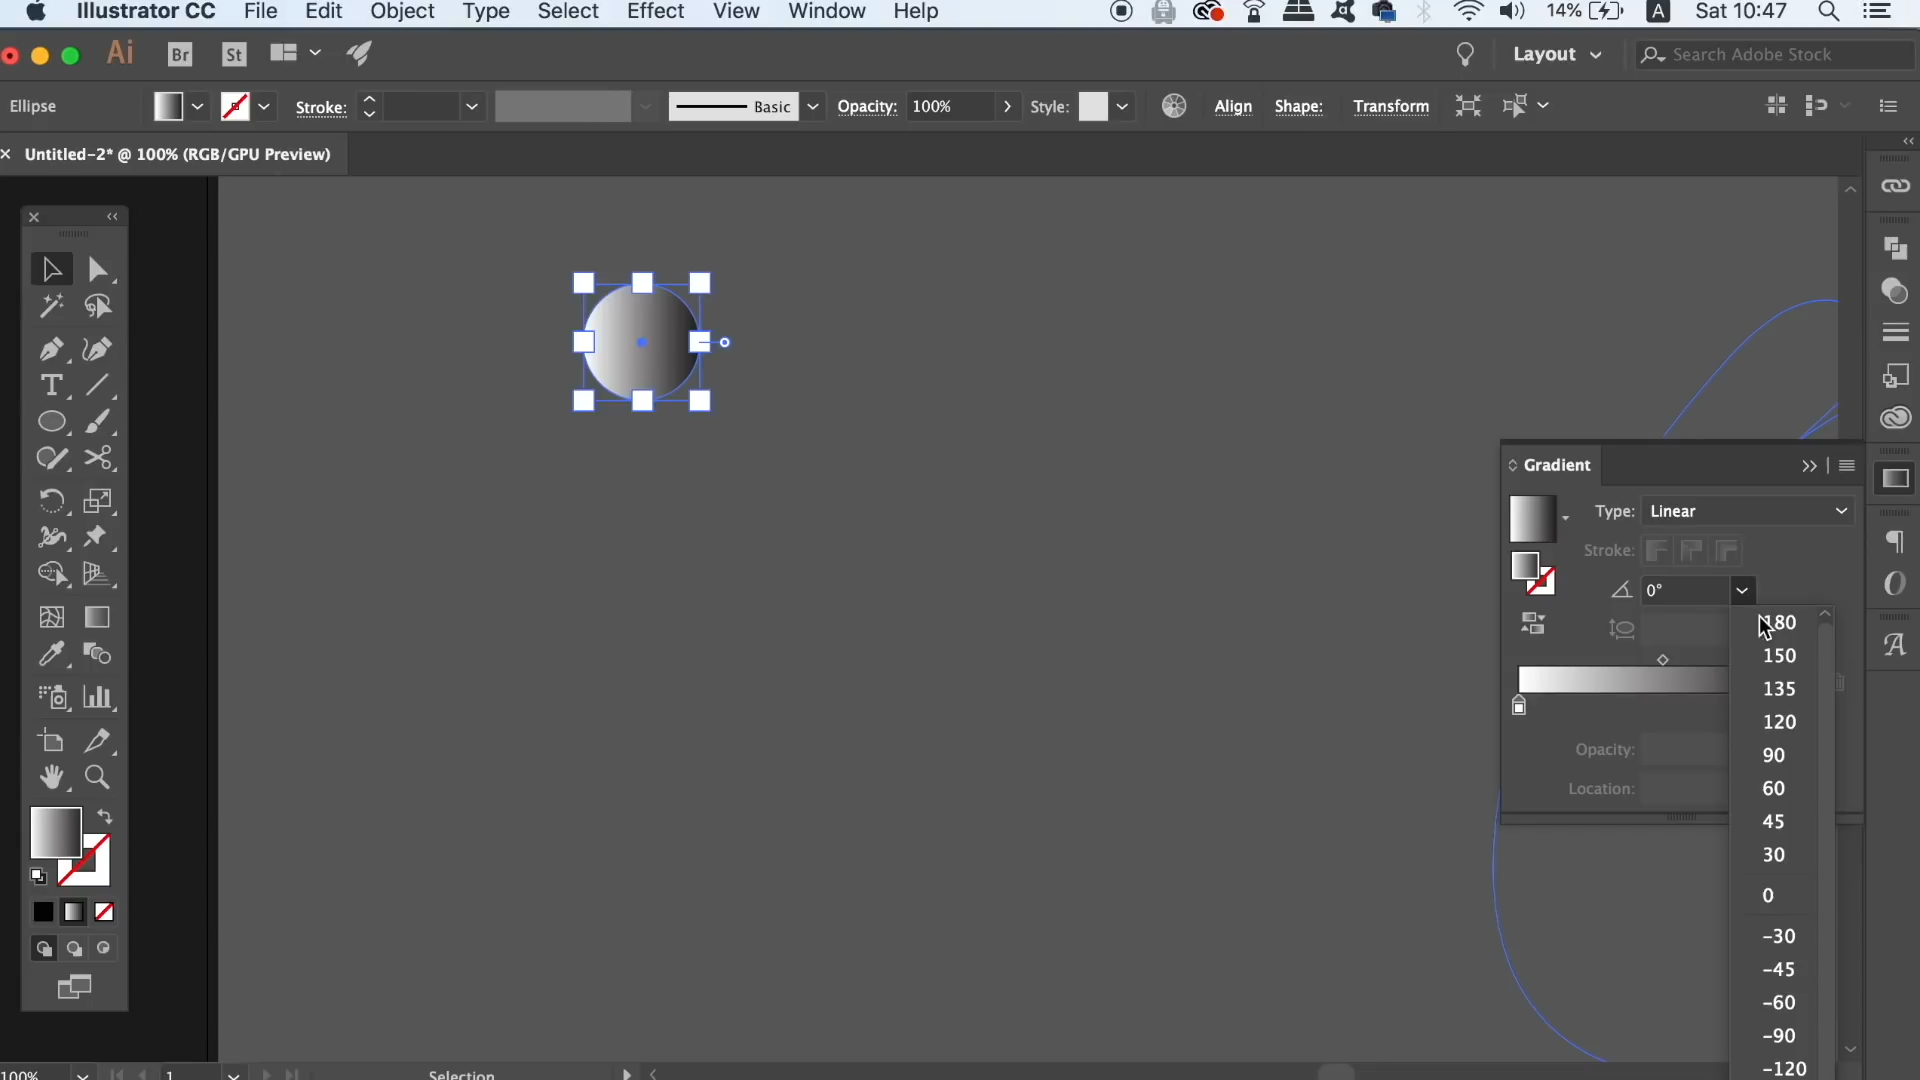 Illustrator CC File Edit Object Type Select Effect View Window Help 14% A Sat 10:47
Ai Br St Layout Search Adobe Stock
Ellipse Stroke: Basic Opacity: 100% Style: Align Shape: Transform
Untitled-2* @ 100% (RGB/GPU Preview)
Gradient
Type: Linear
Stroke:
0°
180
150
135
120
Opacity:
90
Location:
60
45
30
0
-30
-45
-60
-90
-120
100% 1 Selection